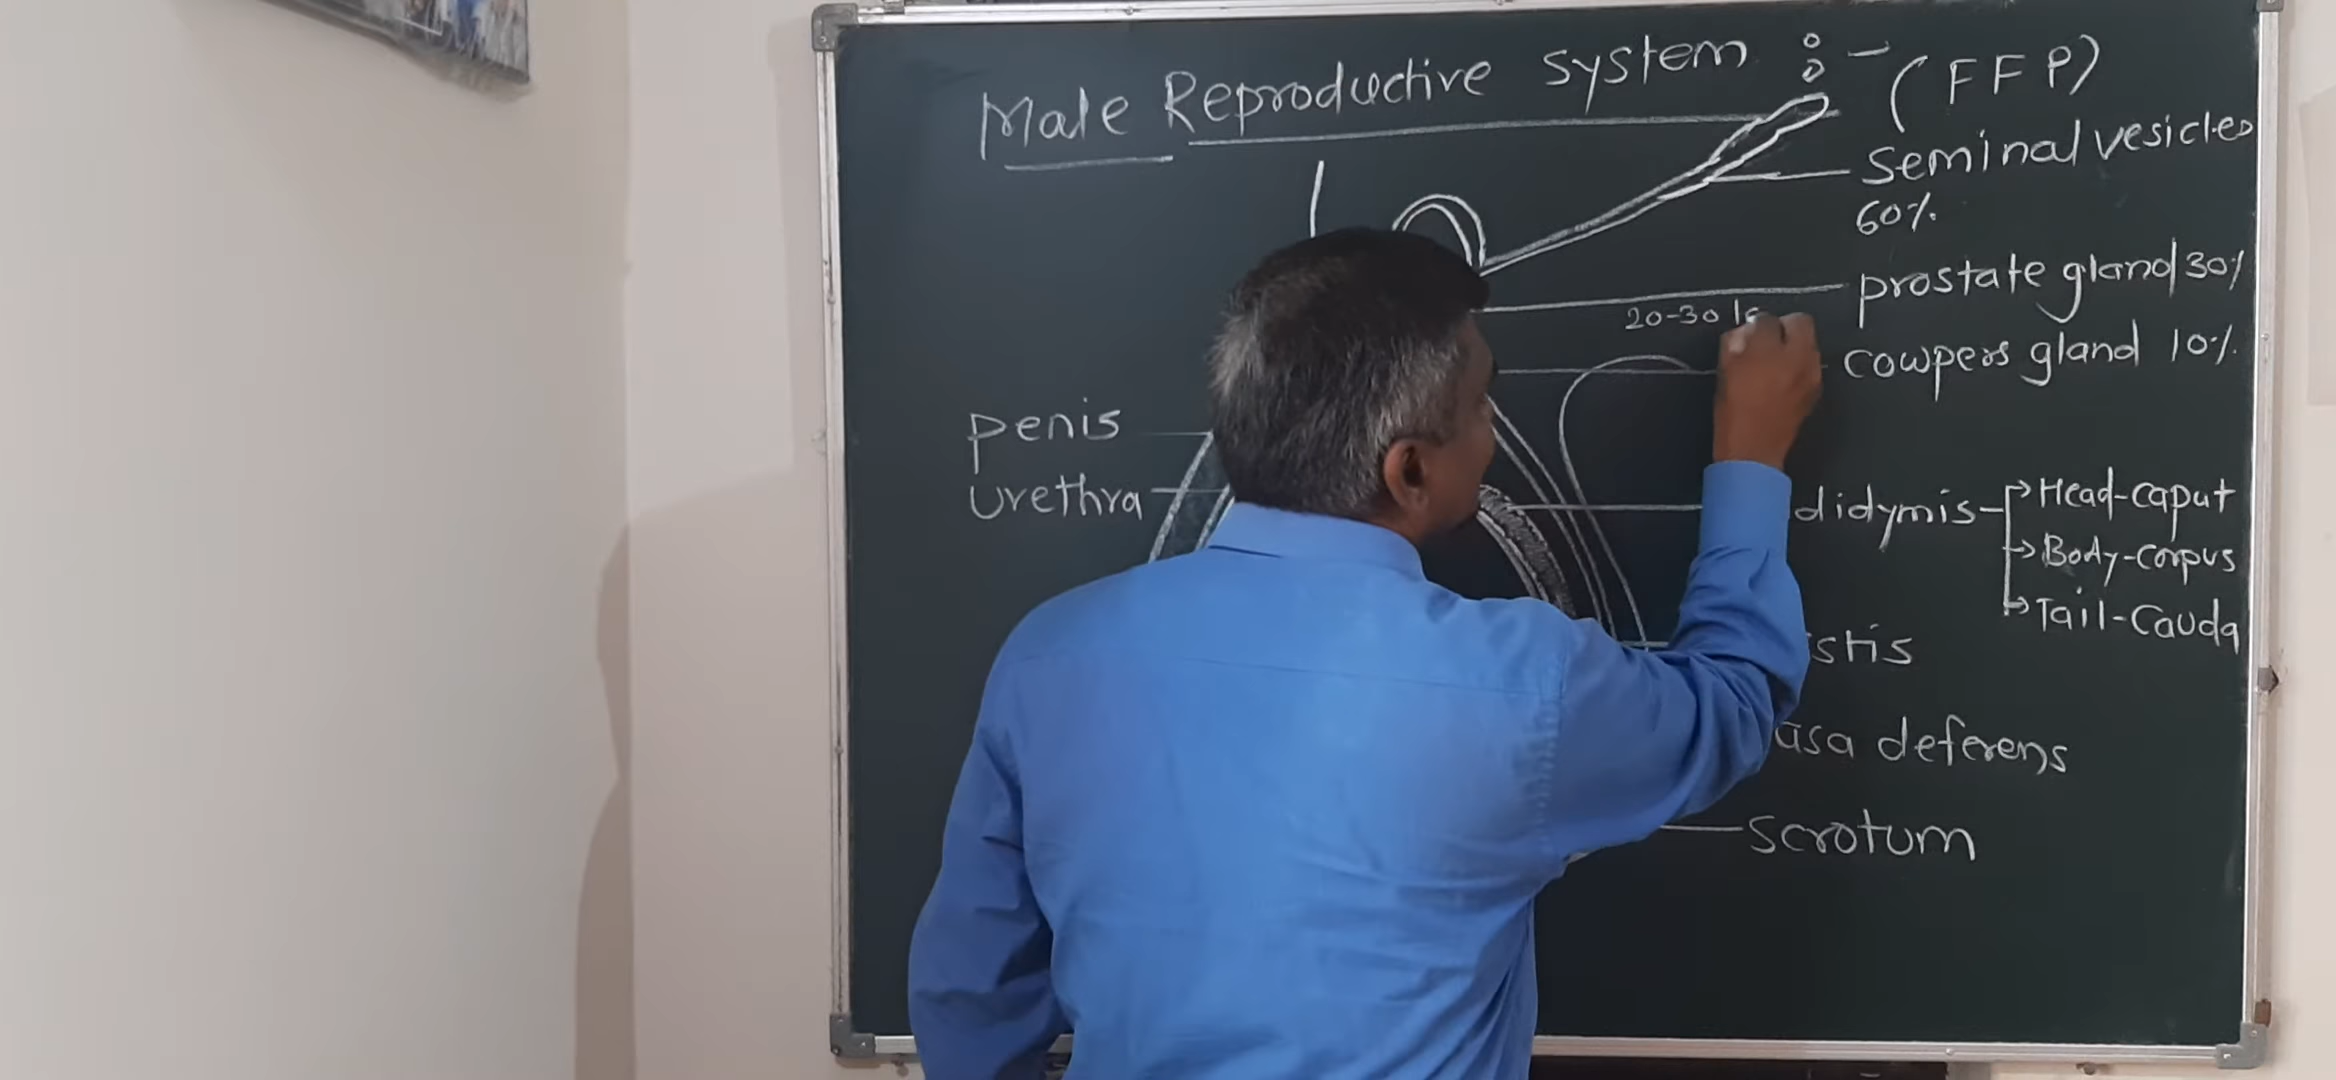 Male Reproductive system :- (FFP)
Seminal vesicles
60%
prostate gland 30%
20-30
cowpers gland 10%
penis
urethra
didymis
Head-caput
Body-corpus
Tail-cauda
stis
asa deferens
scrotum